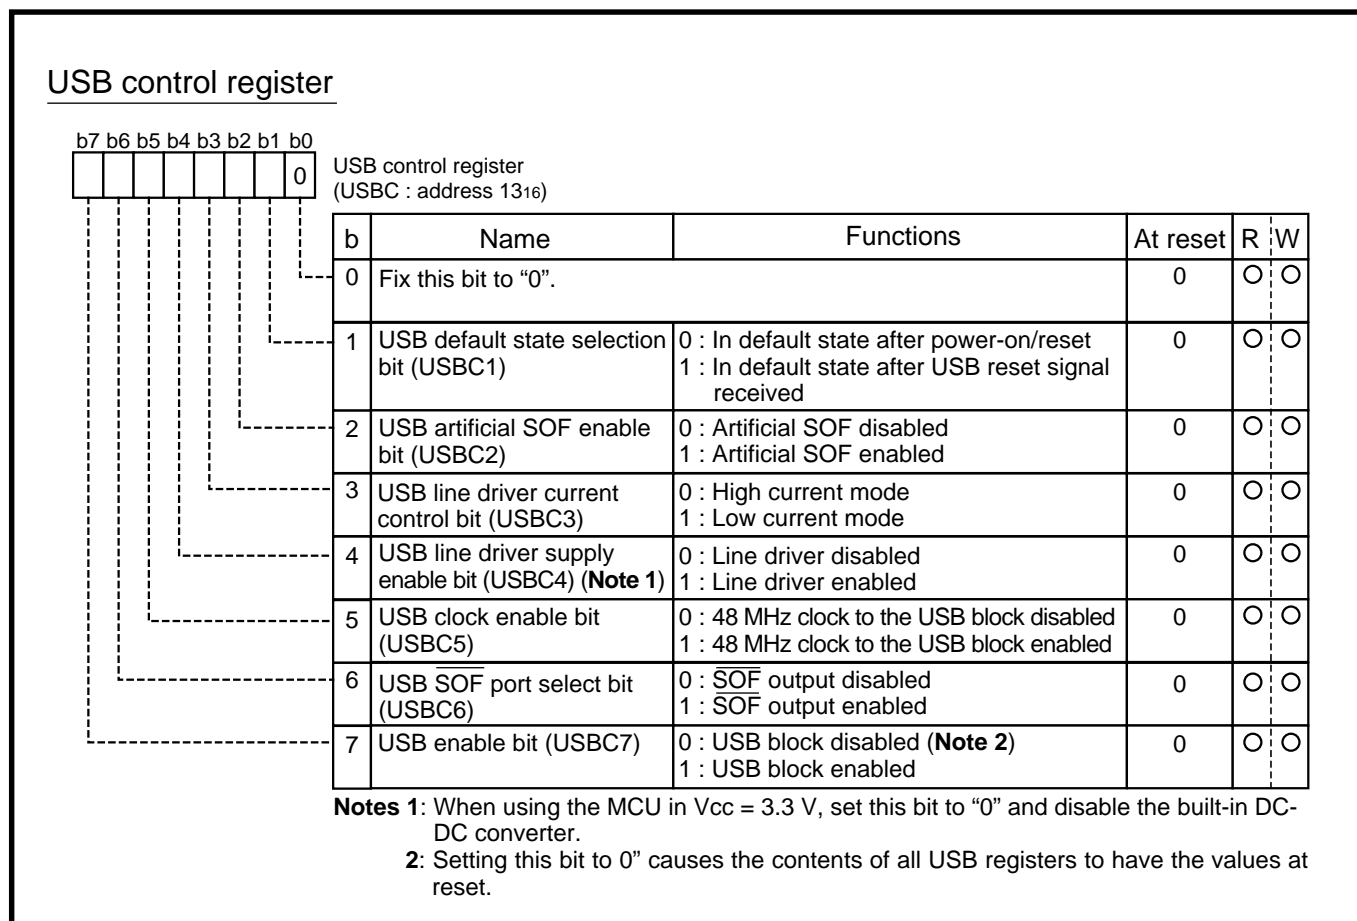 USB control register
b7 b6 b5 b4 b3 b2 b1 b0
0
USB control register
(USBC : address 1316)
b Name Functions At reset R W
0 Fix this bit to “0”. 0 O O
1 USB default state selection bit (USBC1) 0 : In default state after power-on/reset 0 O O
1 : In default state after USB reset signal received
2 USB artificial SOF enable bit (USBC2) 0 : Artificial SOF disabled 0 O O
1 : Artificial SOF enabled
3 USB line driver current control bit (USBC3) 0 : High current mode 0 O O
1 : Low current mode
4 USB line driver supply enable bit (USBC4) (Note 1) 0 : Line driver disabled 0 O O
1 : Line driver enabled
5 USB clock enable bit (USBC5) 0 : 48 MHz clock to the USB block disabled 0 O O
1 : 48 MHz clock to the USB block enabled
6 USB S̅O̅F̅ port select bit (USBC6) 0 : S̅O̅F̅ output disabled 0 O O
1 : S̅O̅F̅ output enabled
7 USB enable bit (USBC7) 0 : USB block disabled (Note 2) 0 O O
1 : USB block enabled
Notes 1: When using the MCU in Vcc = 3.3 V, set this bit to “0” and disable the built-in DC-
DC converter.
2: Setting this bit to 0” causes the contents of all USB registers to have the values at
reset.